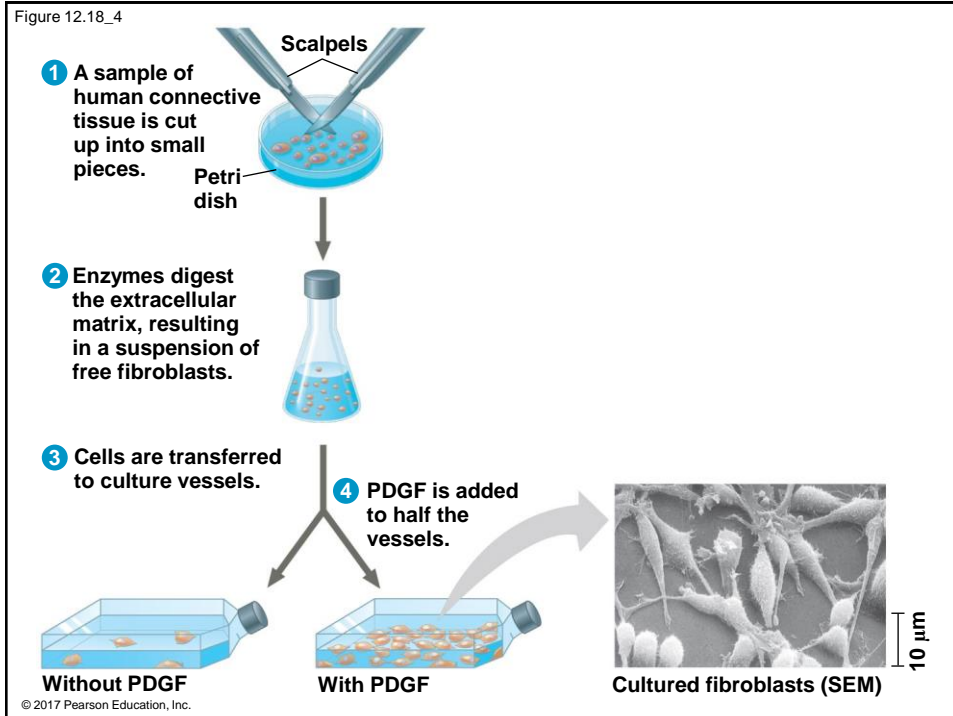 Figure 12.18_4
Scalpels
1 A sample of
human connective
tissue is cut
up into small
pieces.
Petri
dish
2 Enzymes digest
the extracellular
matrix, resulting
in a suspension of
free fibroblasts.
3 Cells are transferred
to culture vessels.
4 PDGF is added
to half the
vessels.
10 μm
Without PDGF
With PDGF
Cultured fibroblasts (SEM)
© 2017 Pearson Education, Inc.